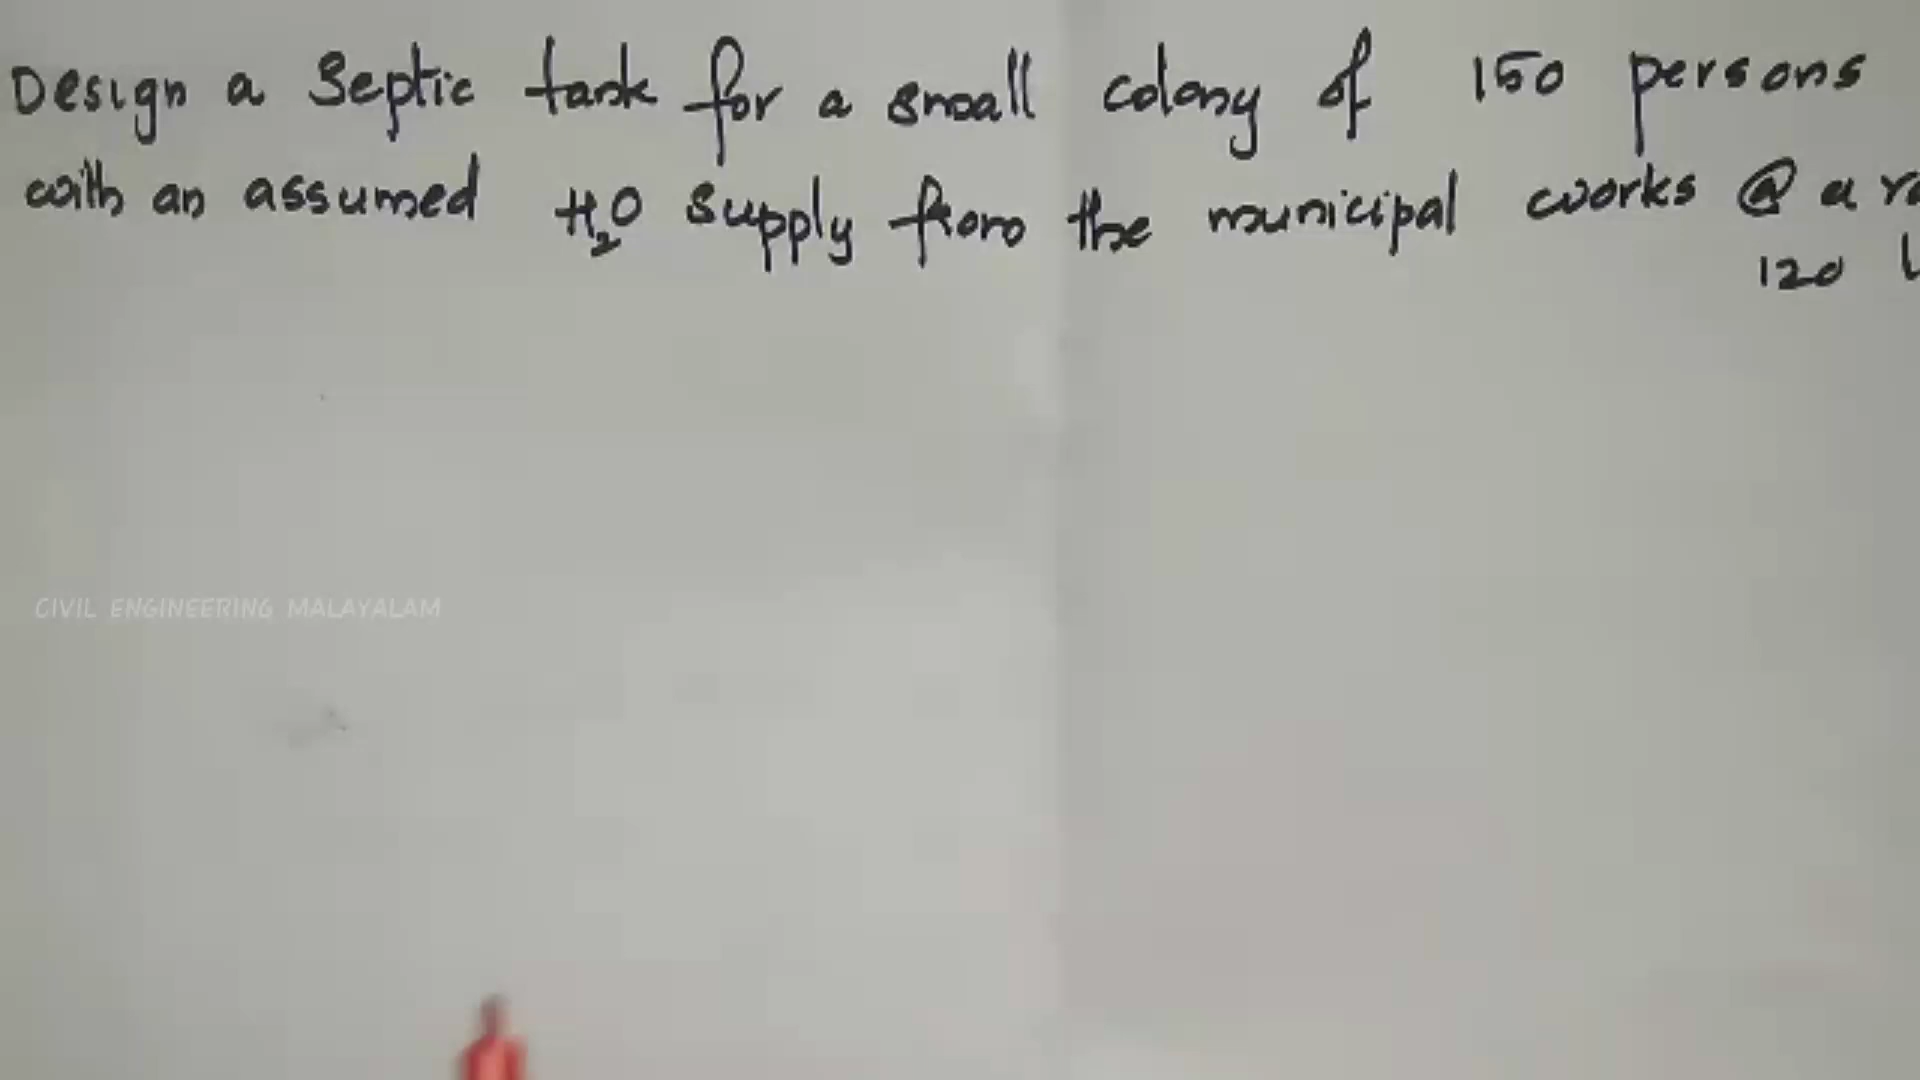 Design a Septic tank for a small colony of 150 persons
with an assumed H₂O supply from the municipal works @ a
120
CIVIL ENGINEERING MALAYALAM